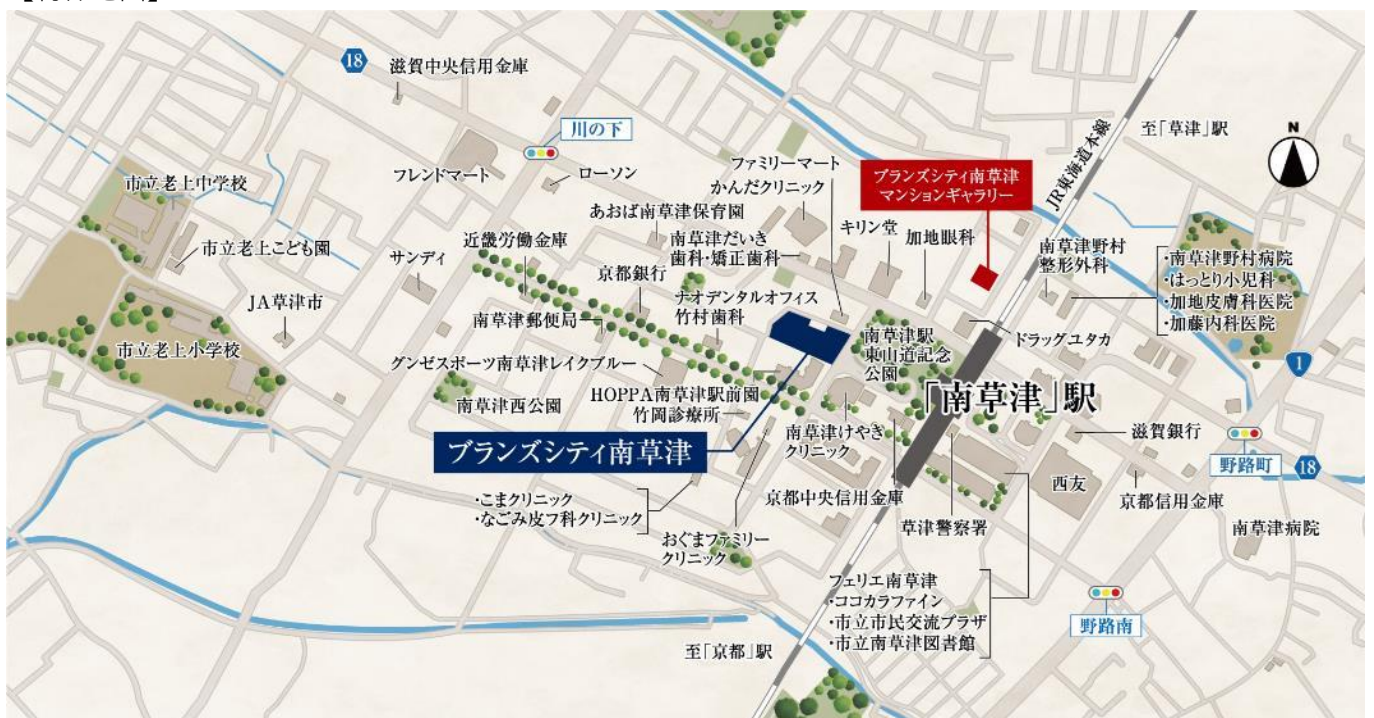 18
滋賀中央信用金庫
川の下
至「草津」駅
JR東海道本線
N
フレンドマート
ローソン
ファミリーマート
かんだクリニック
ブランズシティ南草津
マンションギャラリー
市立老上中学校
あおば南草津保育園
キリン堂
加地眼科
南草津野村
整形外科
・南草津野村病院
・はっとり小児科
・加地皮膚科医院
・加藤内科医院
市立老上こども園
サンディ
近畿労働金庫
南草津だいき
歯科・矯正歯科
京都銀行
JA草津市
ナオデンタルオフィス
竹村歯科
南草津郵便局
南草津駅
東山道記念
公園
ドラッグユタカ
市立老上小学校
グンゼスポーツ南草津レイクブルー
1
南草津西公園
HOPPA南草津駅前園
竹岡診療所
「南草津」駅
ブランズシティ南草津
南草津けやき
クリニック
滋賀銀行
野路町
18
・こまクリニック
・なごみ皮フ科クリニック
京都中央信用金庫
西友
京都信用金庫
おぐまファミリー
クリニック
草津警察署
南草津病院
フェリエ南草津
・ココカラファイン
・市立市民交流プラザ
・市立南草津図書館
野路南
至「京都」駅